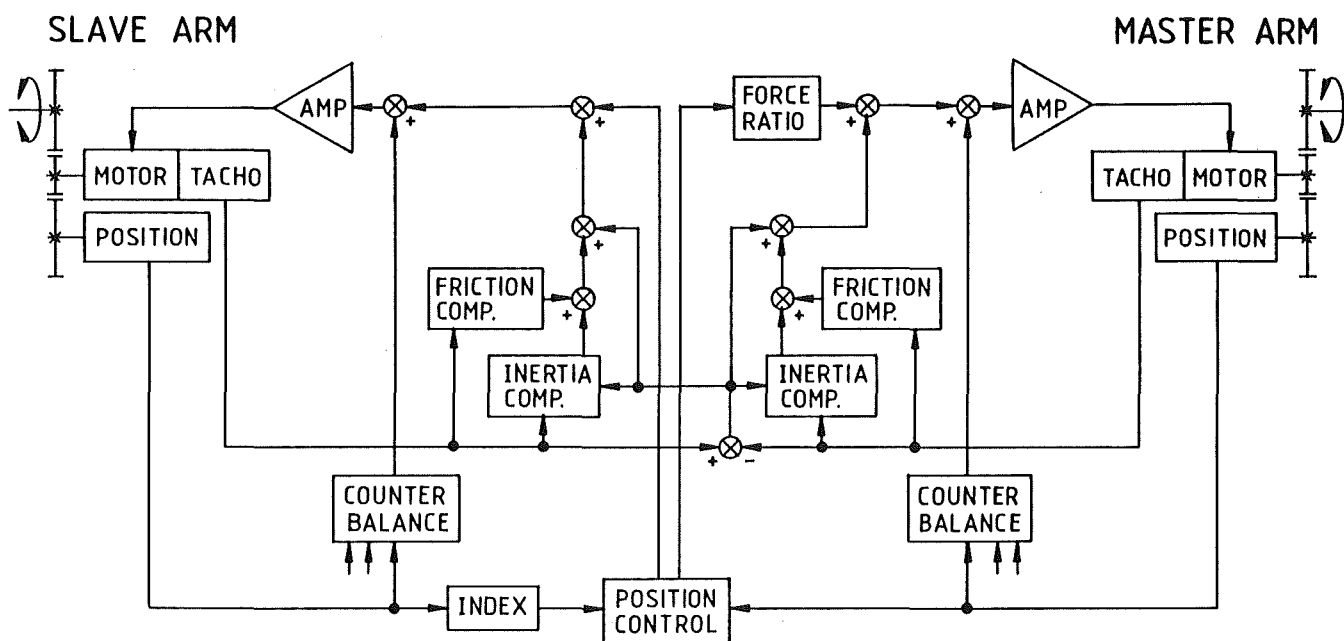 SLAVE ARM
MASTER ARM
AMP
+
+
FORCE
RATIO
+
+
AMP
MOTOR
TACHO
TACHO
MOTOR
POSITION
POSITION
+
+
FRICTION
COMP.
+
+
FRICTION
COMP.
INERTIA
COMP.
INERTIA
COMP.
+
-
COUNTER
BALANCE
COUNTER
BALANCE
INDEX
POSITION
CONTROL